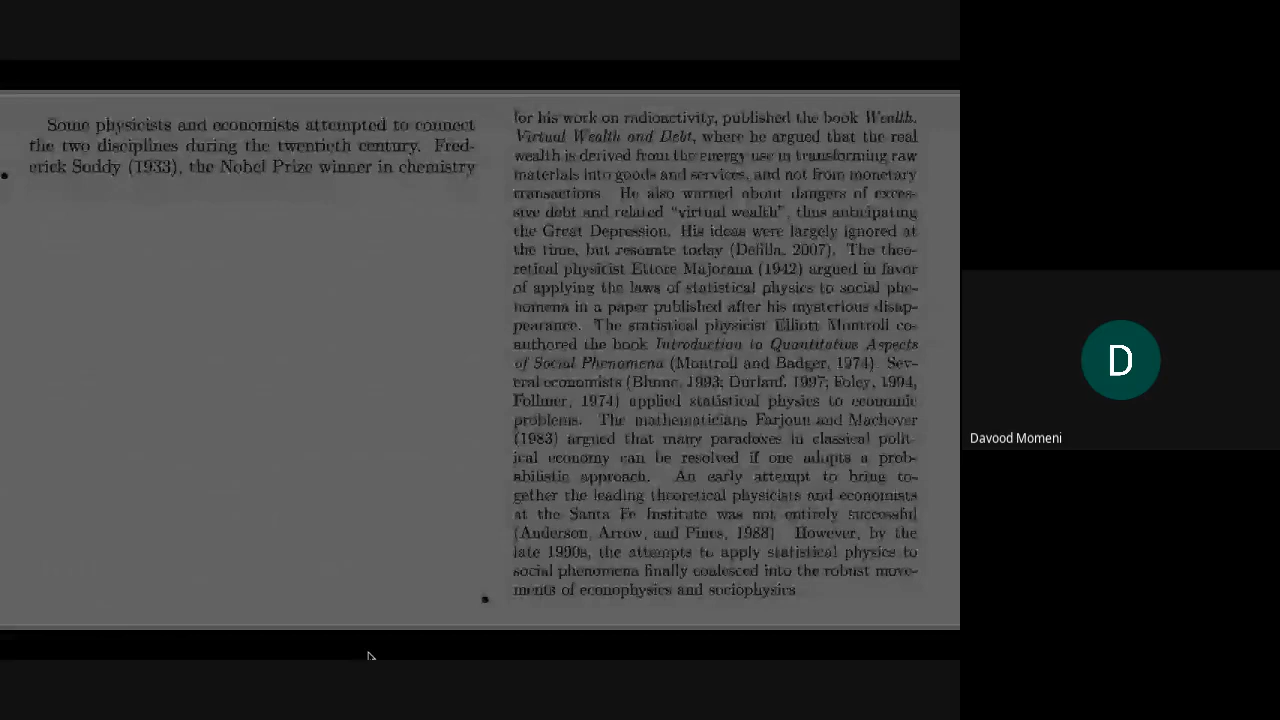 Some physicists and economists attempted to connect
the two disciplines during the twentieth century. Fred-
erick Soddy (1933), the Nobel Prize winner in chemistry
for his work on radioactivity, published the book Wealth,
Virtual Wealth and Debt, where he argued that the real
wealth is derived from the energy use in transforming raw
materials into goods and services, and not from monetary
transactions. He also warned about dangers of exces-
sive debt and related “virtual wealth”, thus anticipating
the Great Depression. His ideas were largely ignored at
the time, but resonate today (Defilla, 2007). The theo-
retical physicist Ettore Majorana (1942) argued in favor
of applying the laws of statistical physics to social phe-
nomena in a paper published after his mysterious disap-
pearance. The statistical physicist Elliott Montroll co-
authored the book Introduction to Quantitative Aspects
of Social Phenomena (Montroll and Badger, 1974). Sev-
eral economists (Blume, 1993; Durlauf, 1997; Foley, 1994;
Follmer, 1974) applied statistical physics to economic
problems. The mathematicians Farjoun and Machover
(1983) argued that many paradoxes in classical polit-
ical economy can be resolved if one adopts a prob-
abilistic approach. An early attempt to bring to-
gether the leading theoretical physicists and economists
at the Santa Fe Institute was not entirely successful
(Anderson, Arrow, and Pines, 1988). However, by the
late 1990s, the attempts to apply statistical physics to
social phenomena finally coalesced into the robust move-
ments of econophysics and sociophysics
D
Davood Momeni